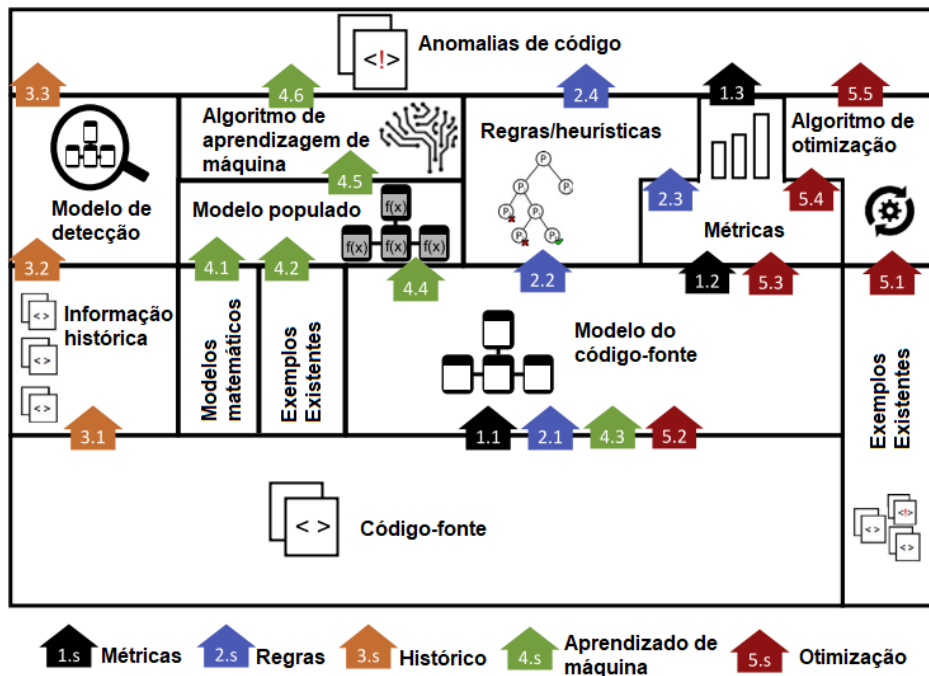 Anomalias de código
<!>
3.3
4.6
2.4
1.3
5.5
Algoritmo de
aprendizagem de
máquina
Regras/heurísticas
Algoritmo de
otimização
P
P
P
P
P
P
P
4.5
2.3
5.4
Modelo de
detecção
Modelo populado
f(x)
f(x) f(x) f(x)
Métricas
3.2
4.1
4.2
4.4
2.2
1.2
5.3
5.1
Informação
histórica
< >
< >
< >
Modelos
matemáticos
Exemplos
Existentes
Modelo do
código-fonte
Exemplos
Existentes
3.1
1.1
2.1
4.3
5.2
< >
Código-fonte
<!>
< >
< >
1.s Métricas
2.s Regras
3.s Histórico
4.s Aprendizado de
máquina
5.s Otimização